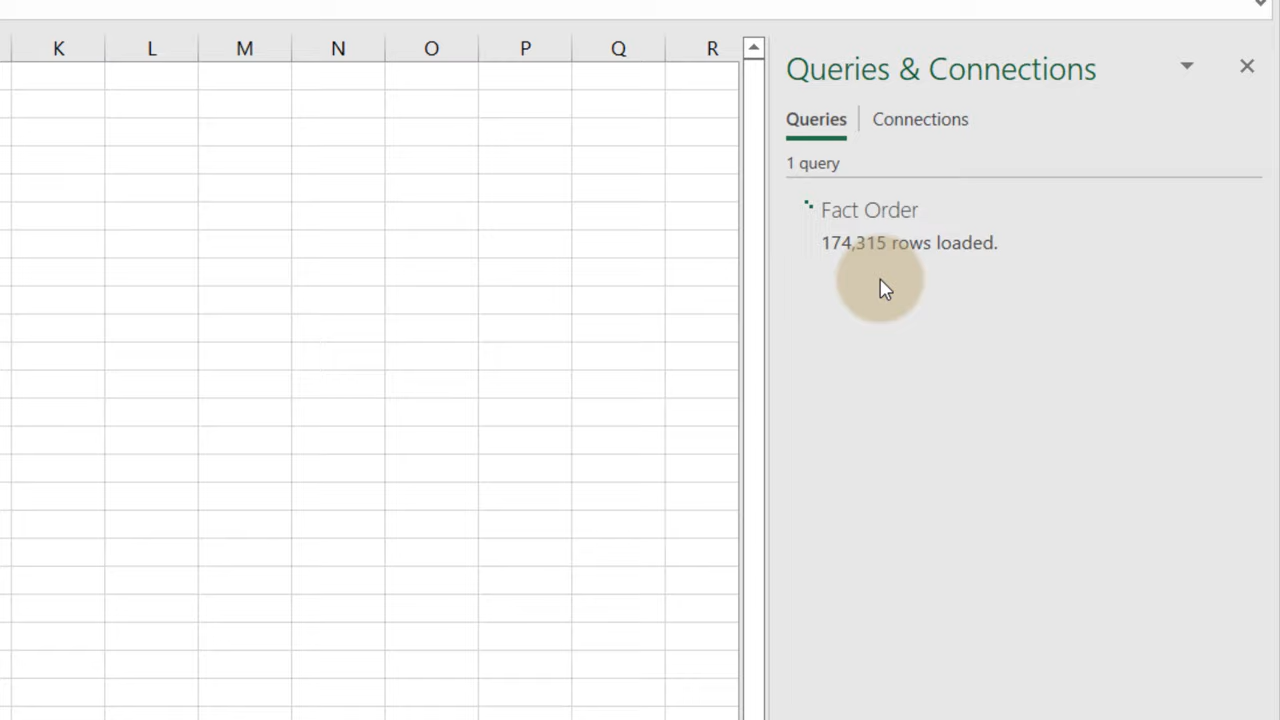 K L M N O P Q R
Queries & Connections
Queries Connections
1 query
Fact Order
174,315 rows loaded.